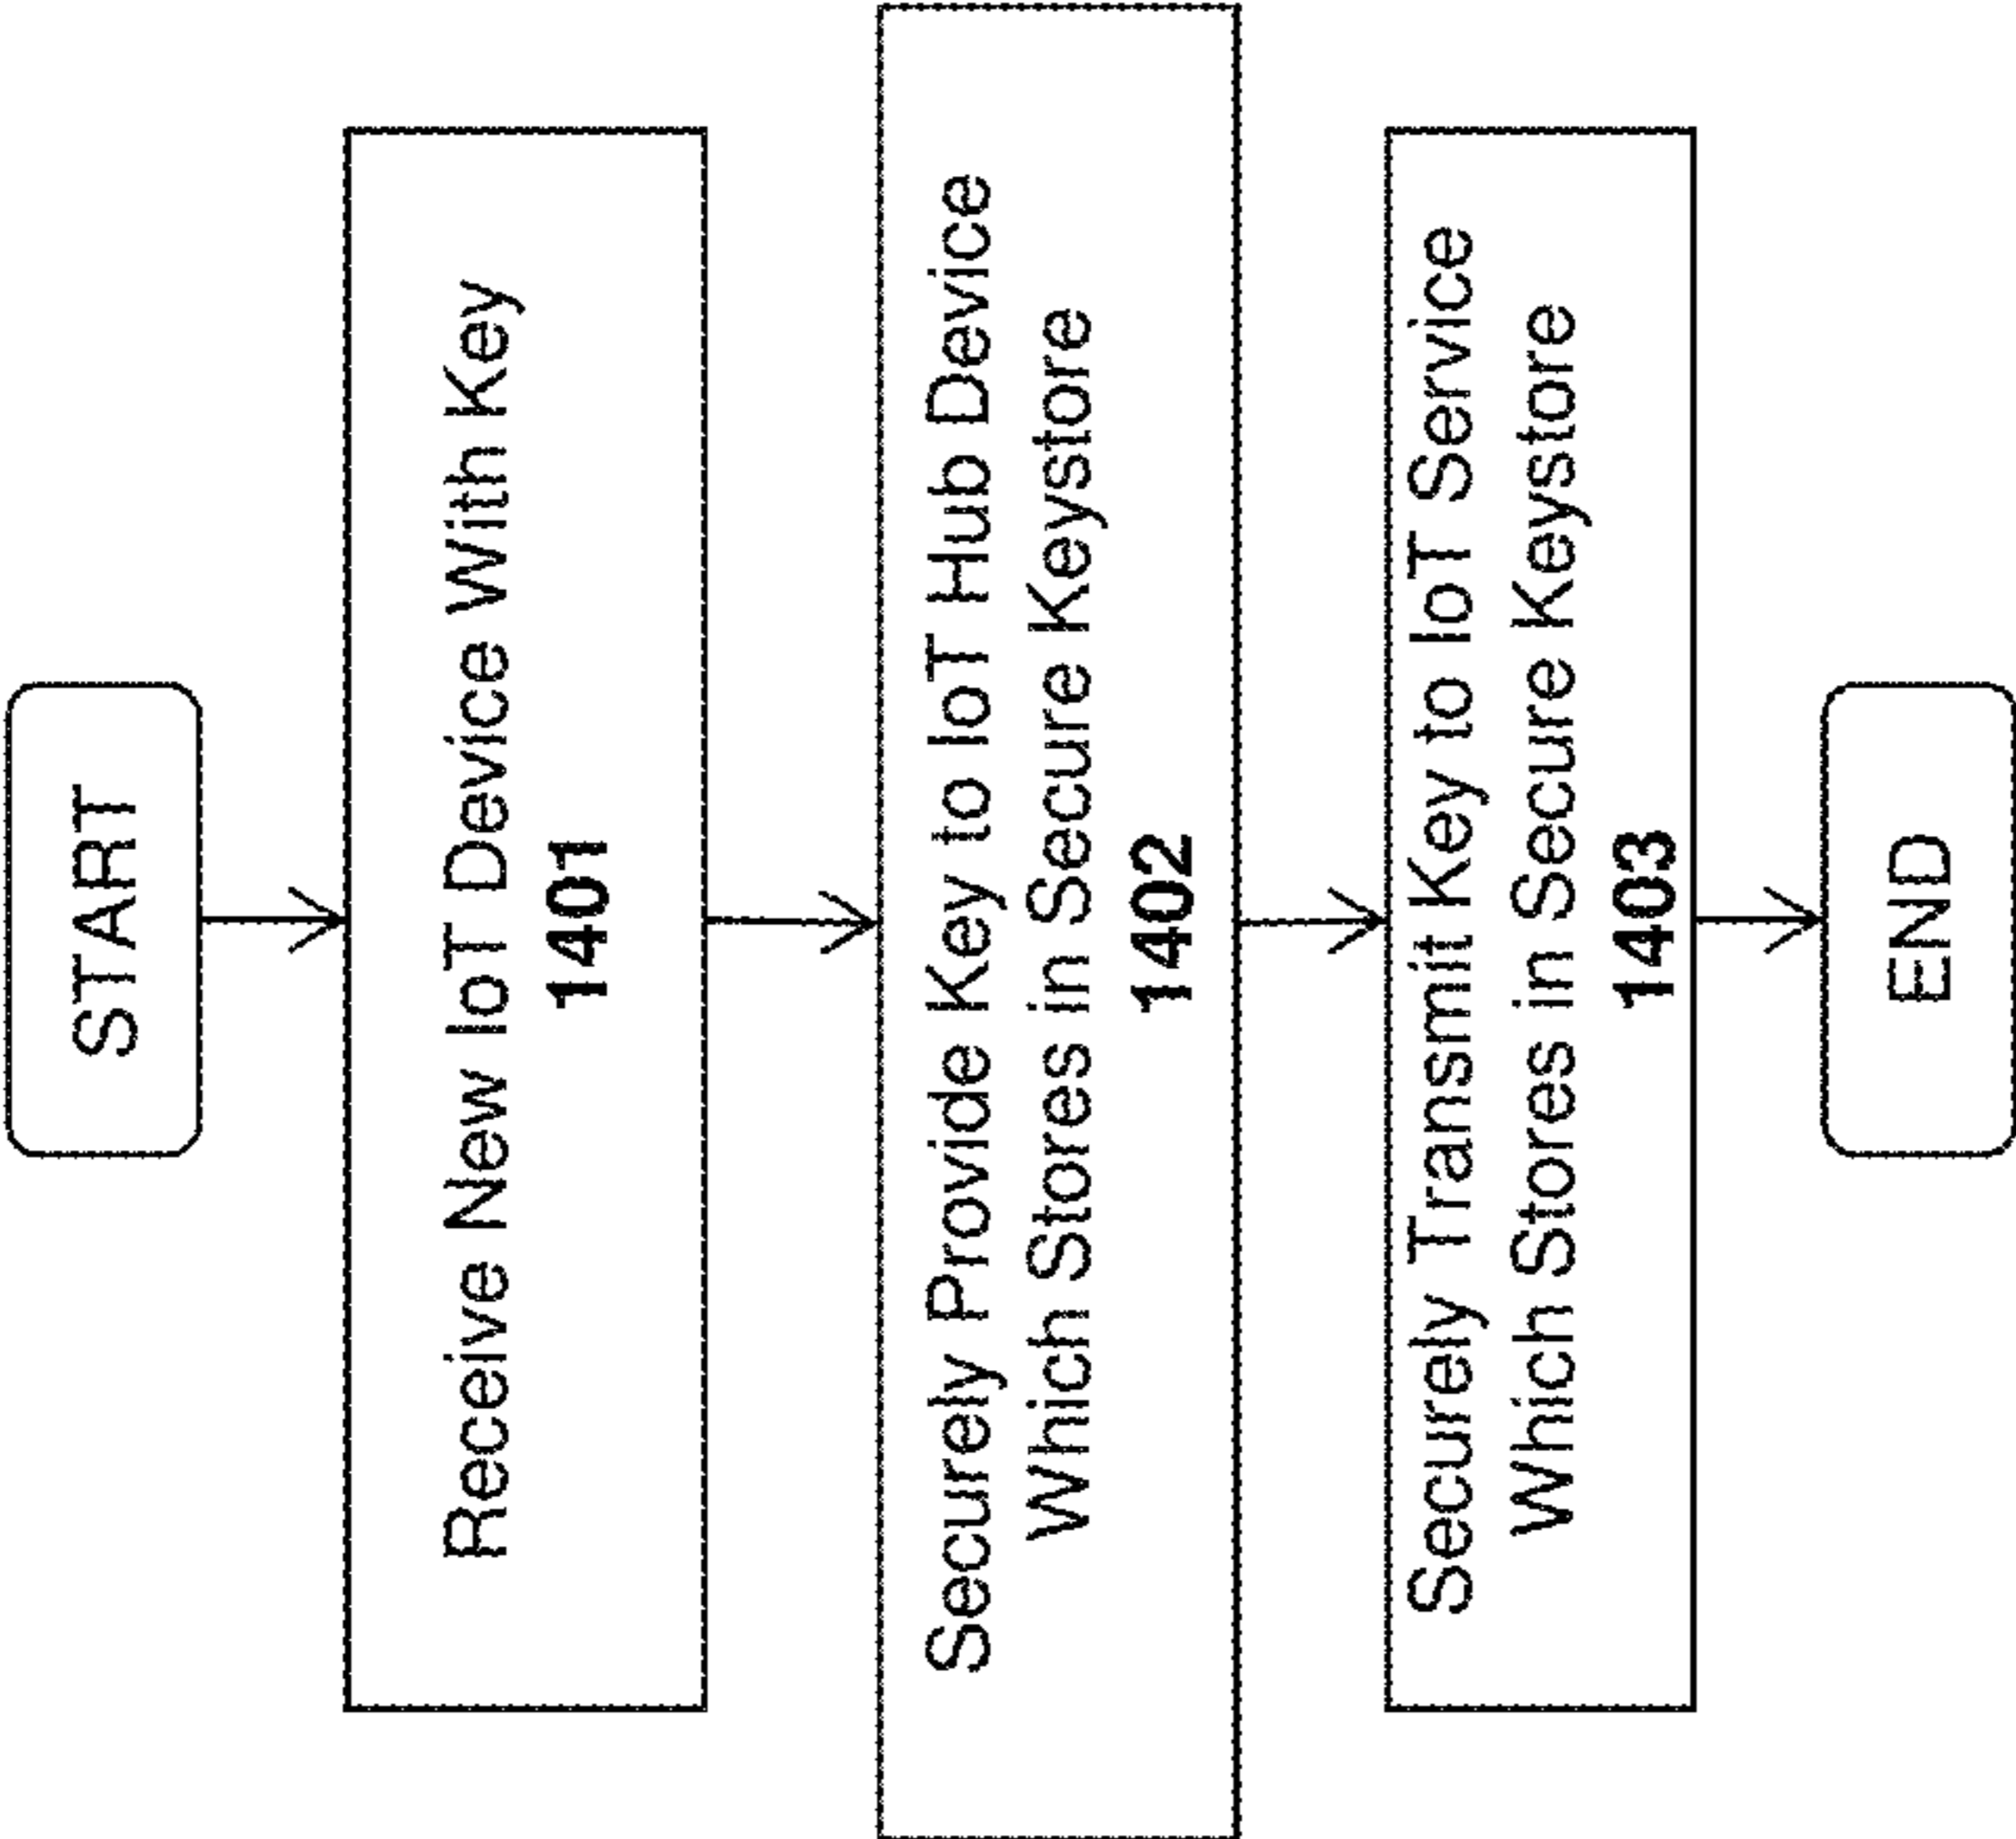 START
Receive New IoT Device With Key
1401
Securely Provide Key to IoT Hub Device
Which Stores in Secure Keystore
1402
Securely Transmit Key to IoT Service
Which Stores in Secure Keystore
1403
END